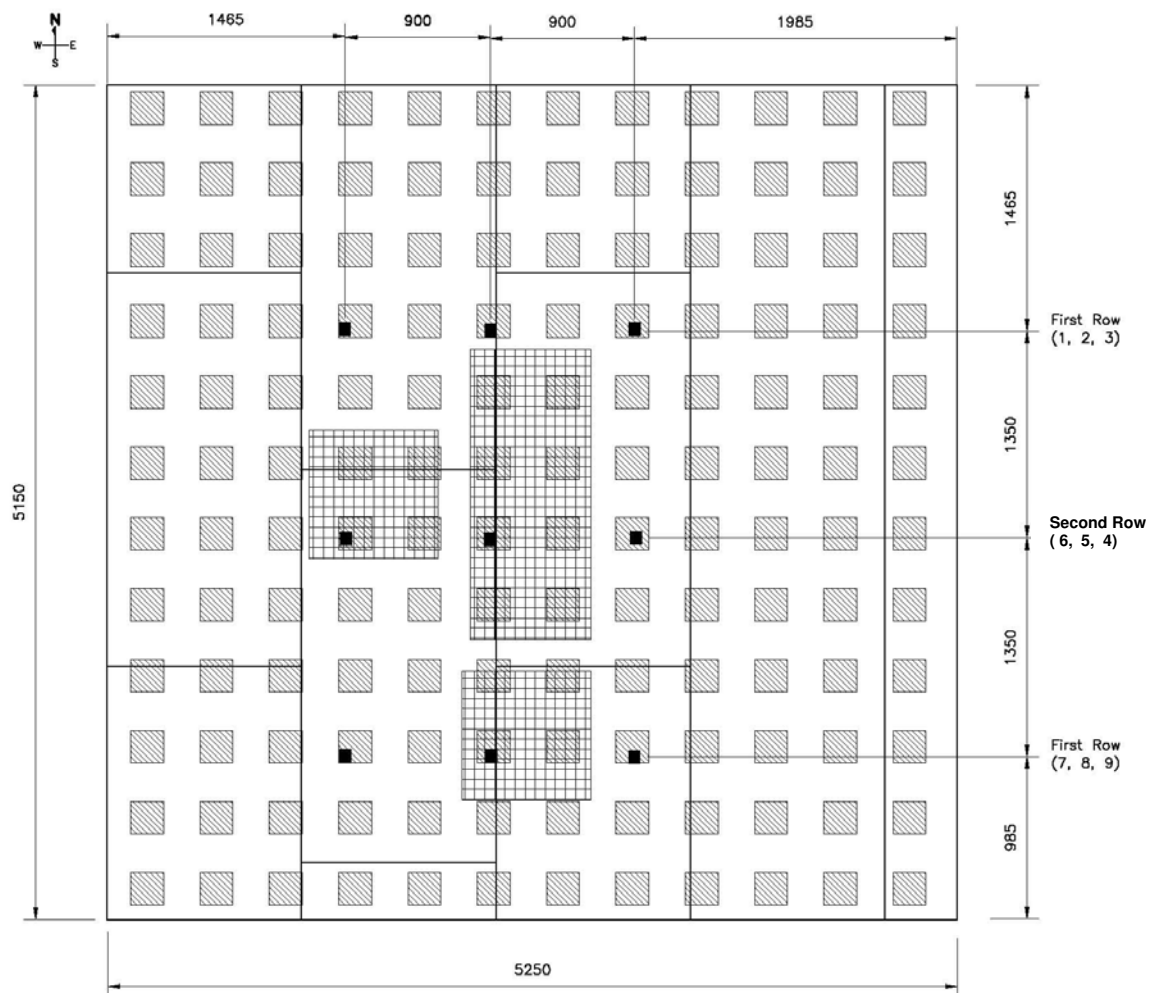 1465
900
900
1985
N
W
E
S
1465
First Row
(1, 2, 3)
1350
5150
Second Row
( 6, 5, 4)
1350
First Row
(7, 8, 9)
985
5250